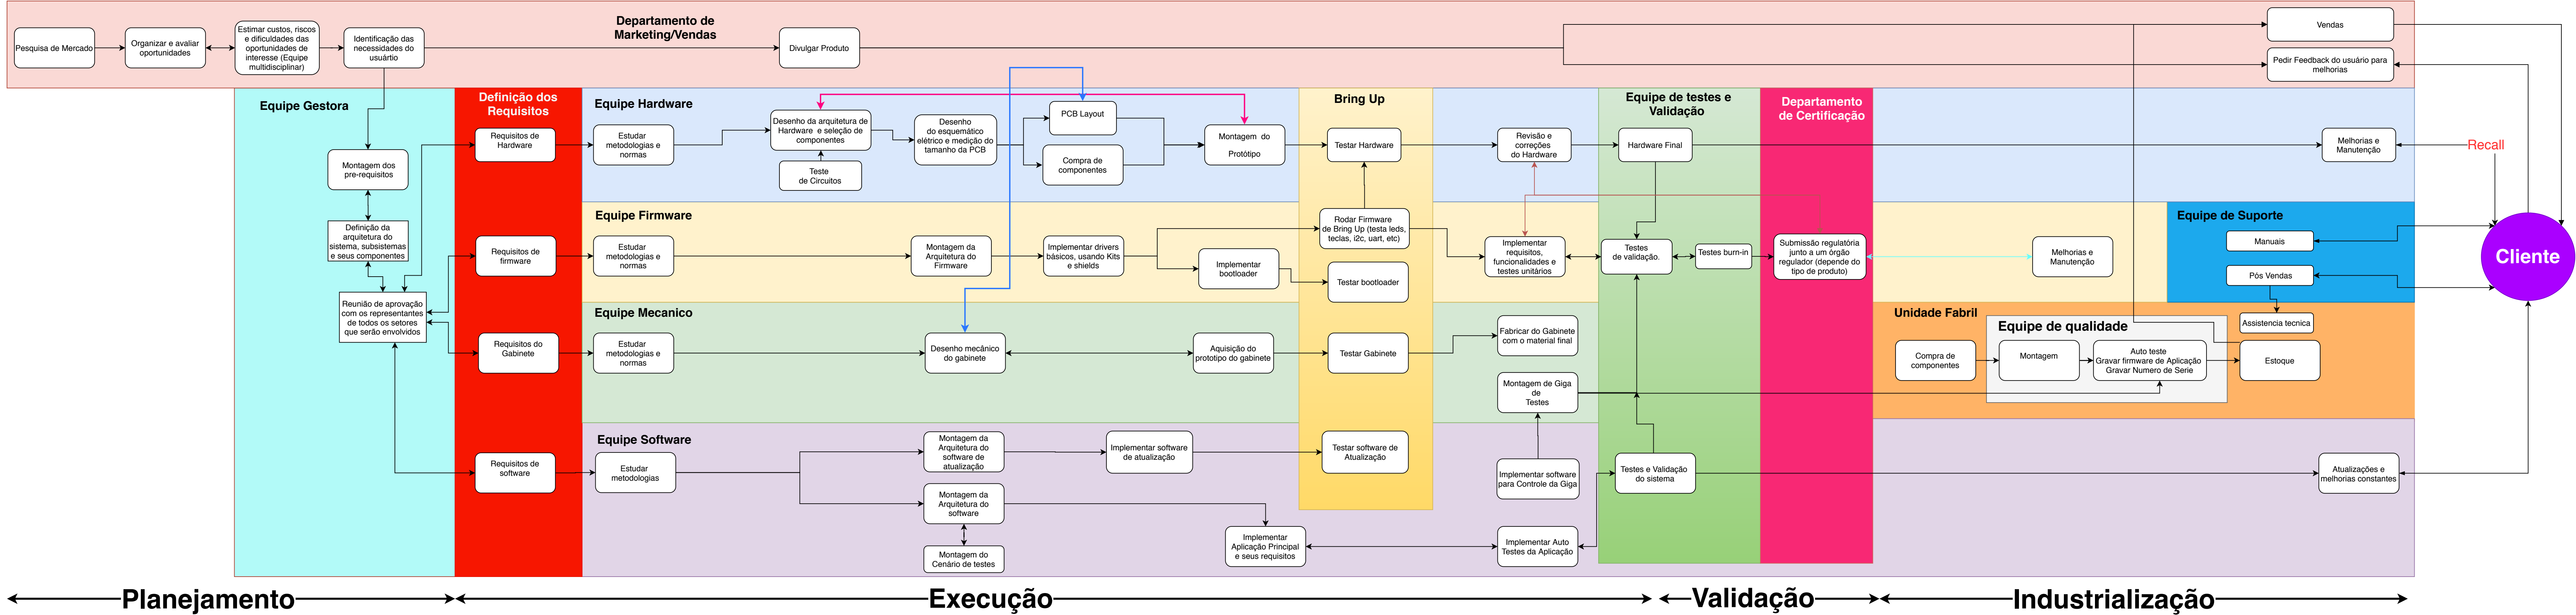 Departamento de
Marketing/Vendas
Pesquisa de Mercado
Organizar e avaliar
oportunidades
Estimar custos, riscos
e dificuldades das
oportunidades de
interesse (Equipe
multidisciplinar)
Identificação das
necesidades do
usuártio
Divulgar Produto
Vendas
Pedir Feedback do usuário para
melhorias
Equipe Gestora
Montagem dos
pre-requisitos
Definição da
arquitetura do
sistema, subsistemas
e seus componentes
Reunião de aprovação
com os representantes
de todos os setores
que serão envolvidos
Definição dos
Requisitos
Requisitos de
Hardware
Requisitos de
firmware
Requisitos do
Gabinete
Requisitos de
software
Equipe Hardware
Estudar
metodologias e
normas
Desenho da arquitetura de
Hardware e seleção de
componentes
Teste
de Circuitos
Desenho
do esquemático
elétrico e medição do
tamanho da PCB
PCB Layout
Compra de
componentes
Montagem do
Protótipo
Bring Up
Testar Hardware
Revisão e
correções
do Hardware
Equipe de testes e
Validação
Hardware Final
Departamento
de Certificação
Melhorias e
Manutenção
Recall
Equipe Firmware
Estudar
metodologias e
normas
Montagem da
Arquitetura do
Firmware
Implementar drivers
básicos, usando Kits
e shields
Implementar
bootloader
Rodar Firmware
de Bring Up (testa leds,
teclas, i2c, uart, etc)
Testar bootloader
Implementar
requisitos,
funcionalidades e
testes unitários
Testes
de validação.
Testes burn-in
Submissão regulatória
junto a um órgão
regulador (depende do
tipo de produto)
Melhorias e
Manutenção
Equipe de Suporte
Manuais
Pós Vendas
Assistencia tecnica
Cliente
Equipe Mecanico
Estudar
metodologias e
normas
Desenho mecânico
do gabinete
Aquisição do
prototipo do gabinete
Testar Gabinete
Fabricar do Gabinete
com o material final
Montagem de Giga
de
Testes
Unidade Fabril
Equipe de qualidade
Compra de
componentes
Montagem
Auto teste
Gravar firmware de Aplicação
Gravar Numero de Serie
Estoque
Equipe Software
Estudar
metodologias
Montagem da
Arquitetura do
software de
atualização
Implementar software
de atualização
Testar software de
Atualização
Implementar software
para Controle da Giga
Testes e Validação
do sistema
Atualizações e
melhorias constantes
Montagem da
Arquitetura do
software
Montagem do
Cenário de testes
Implementar
Aplicação Principal
e seus requisitos
Implementar Auto
Testes da Aplicação
Planejamento
Execução
Validação
Industrialização